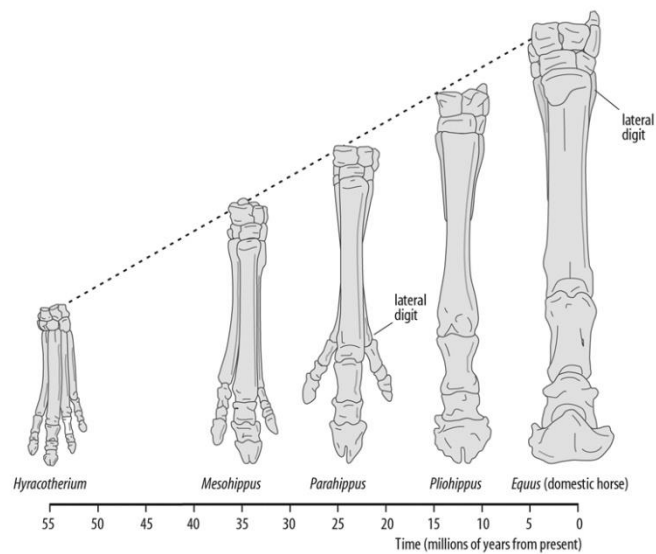 lateral
digit
lateral
digit
Hyracotherium Mesohippus Parahippus Pliohippus Equus (domestic horse)
55 50 45 40 35 30 25 20 15 10 5 0
Time (millions of years from present)